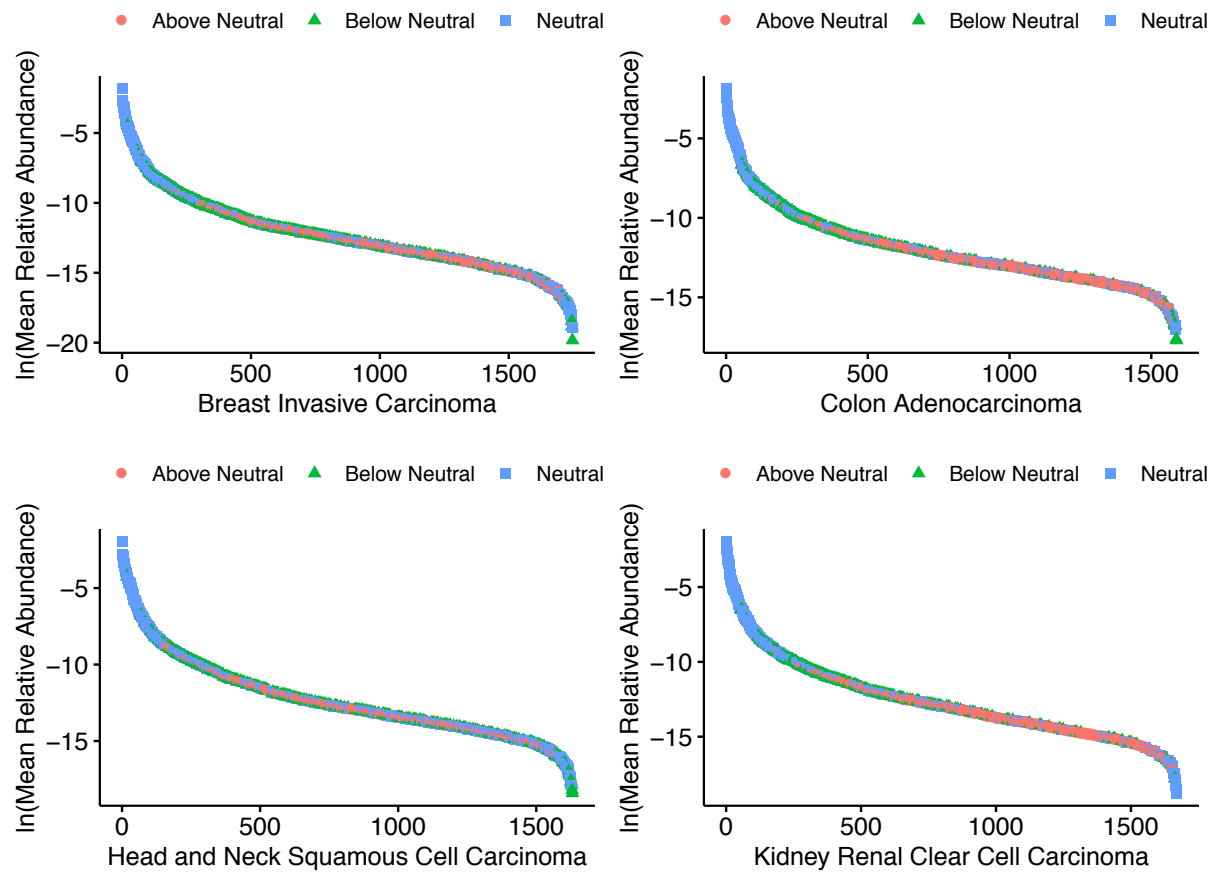 Above Neutral Below Neutral Neutral
ln(Mean Relative Abundance)
−5
−10
−15
−20
0 500 1000 1500
Breast Invasive Carcinoma
Above Neutral Below Neutral Neutral
ln(Mean Relative Abundance)
−5
−10
−15
0 500 1000 1500
Colon Adenocarcinoma
Above Neutral Below Neutral Neutral
ln(Mean Relative Abundance)
−5
−10
−15
0 500 1000 1500
Head and Neck Squamous Cell Carcinoma
Above Neutral Below Neutral Neutral
ln(Mean Relative Abundance)
−5
−10
−15
0 500 1000 1500
Kidney Renal Clear Cell Carcinoma